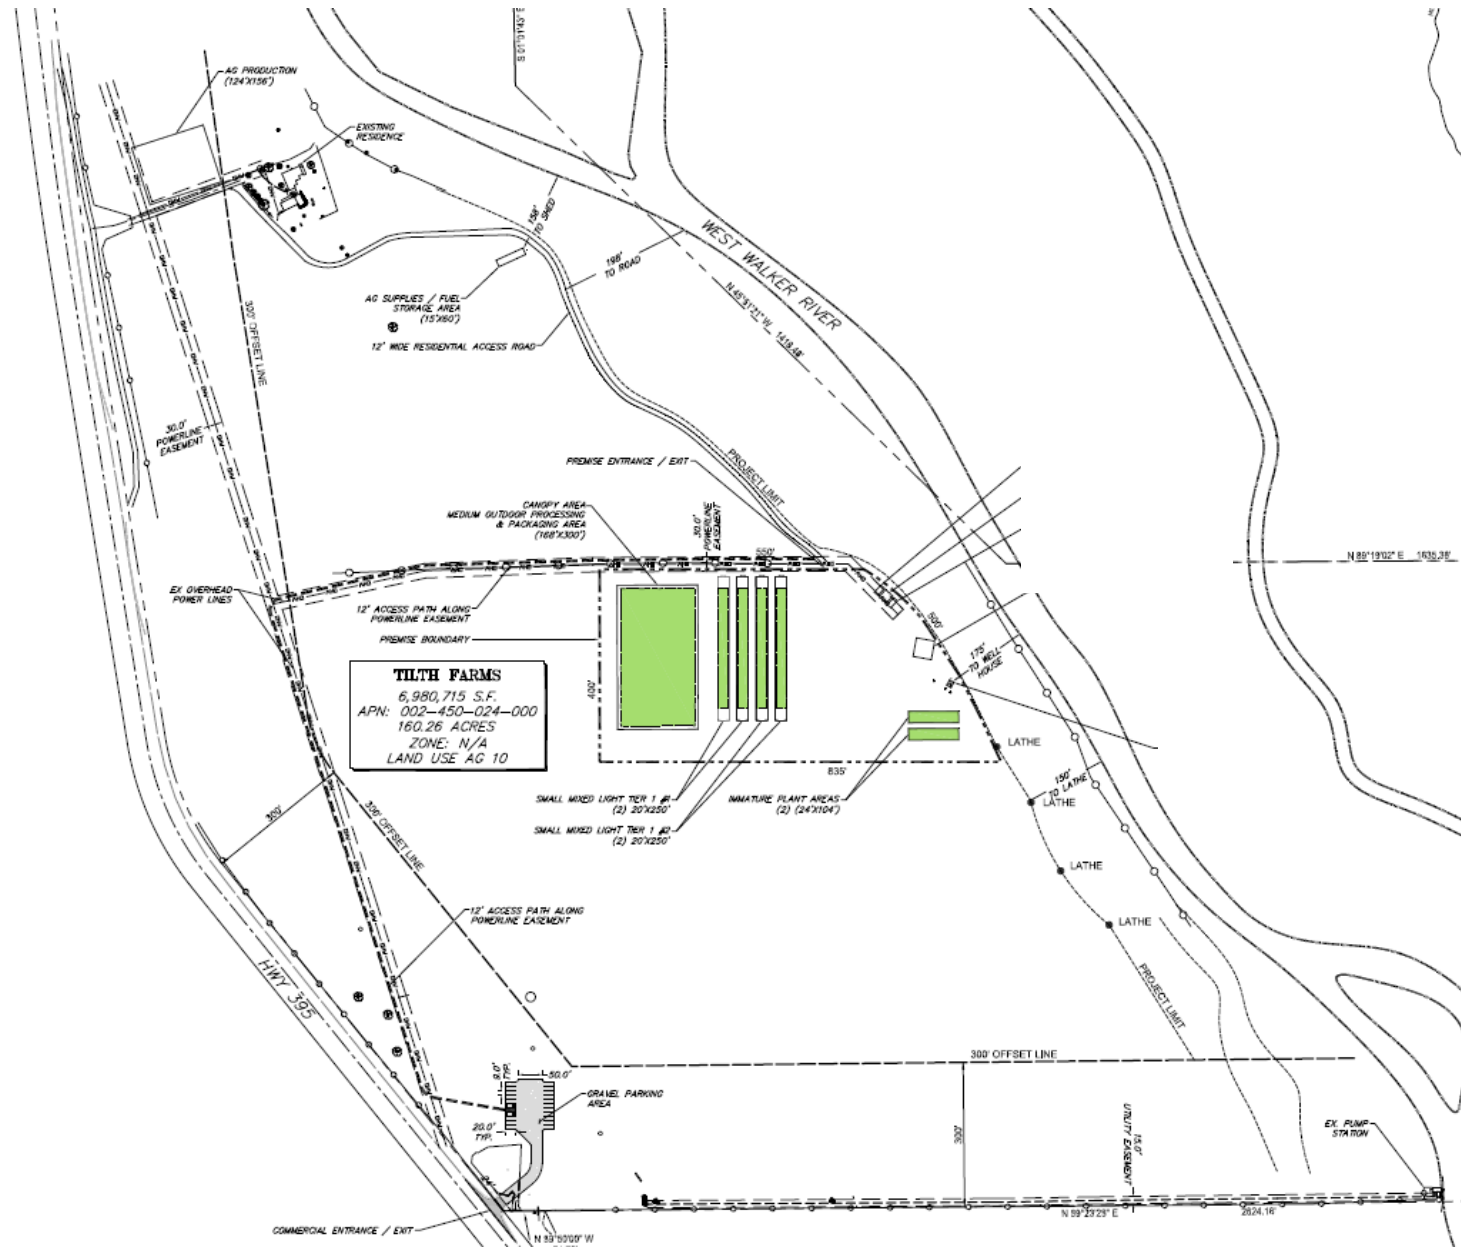 S 01°01'43" E
AG PRODUCTION
(124'X156')
EXISTING
RESIDENCE
158'
TO SHED
198'
TO ROAD
WEST WALKER RIVER
N 45°51'21" W 1419.46'
AG SUPPLIES / FUEL
STORAGE AREA
(15'X60')
12' WIDE RESIDENTIAL ACCESS ROAD
300' OFFSET LINE
30.0'
POWERLINE
EASEMENT
PREMISE ENTRANCE / EXIT
PROJECT LIMIT
CANOPY AREA
MEDIUM OUTDOOR PROCESSING
& PACKAGING AREA
(168'X300')
30.0'
POWERLINE
EASEMENT
550'
N 89°19'02" E 1635.38'
EX OVERHEAD
POWER LINES
12' ACCESS PATH ALONG
POWERLINE EASEMENT
PREMISE BOUNDARY
500'
175'
TO WELL
HOUSE
TILTH FARMS
6,980,715 S.F.
APN: 002-450-024-000
160.26 ACRES
ZONE: N/A
LAND USE AG 10
400'
835'
LATHE
150'
TO LATHE
LATHE
SMALL MIXED LIGHT TIER 1 #1
(2) 20'X250'
SMALL MIXED LIGHT TIER 1 #2
(2) 20'X250'
IMMATURE PLANT AREAS
(2) (24'X104')
300'
300' OFFSET LINE
LATHE
LATHE
12' ACCESS PATH ALONG
POWERLINE EASEMENT
HWY 395
PROJECT LIMIT
300' OFFSET LINE
9.0'
TYP.
50.0'
GRAVEL PARKING
AREA
20.0'
TYP.
24'
300'
15.0'
UTILITY EASEMENT
EX. PUMP
STATION
COMMERCIAL ENTRANCE / EXIT
N 89°50'00" W
N 89°23'23" E 2624.16'